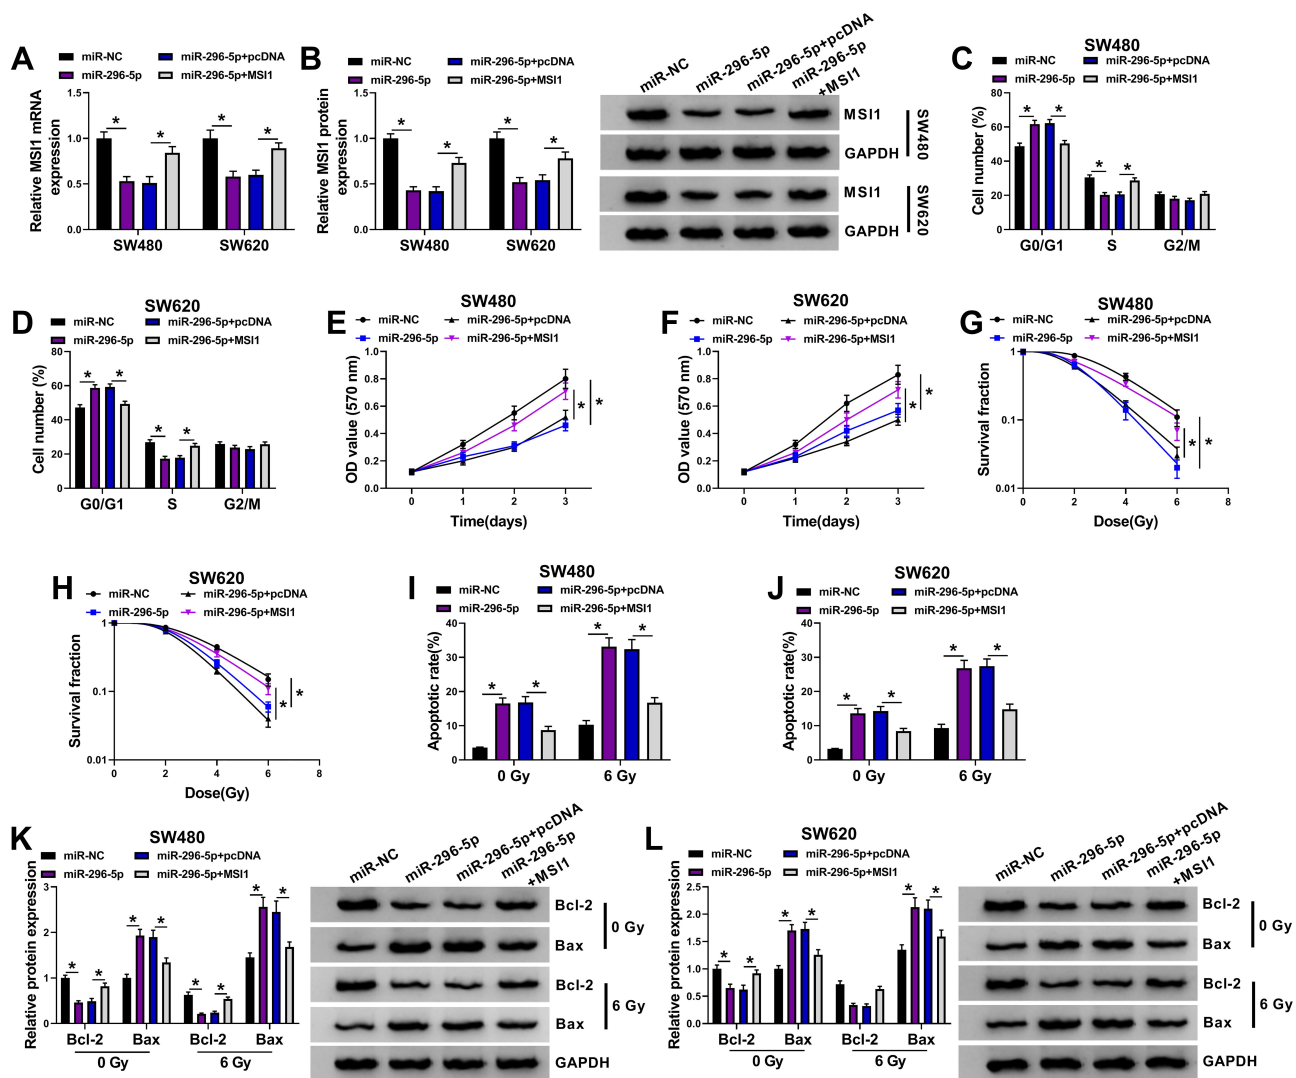 A
miR-NC
miR-296-5p+pcDNA
miR-296-5p
miR-296-5p+MSI1
Relative MSI1 mRNA
expression
1.5
1.0
0.5
0.0
*
*
*
*
SW480
SW620
B
miR-NC
miR-296-5p+pcDNA
miR-296-5p
miR-296-5p+MSI1
Relative MSI1 protein
expression
1.5
1.0
0.5
0.0
*
*
*
*
SW480
SW620
miR-NC
miR-296-5p
miR-296-5p+pcDNA
miR-296-5p
+MSI1
MSI1
GAPDH
SW480
MSI1
GAPDH
SW620
C
SW480
miR-NC
miR-296-5p+pcDNA
miR-296-5p
miR-296-5p+MSI1
Cell number (%)
80
60
40
20
0
*
*
*
*
G0/G1
S
G2/M
D
SW620
miR-NC
miR-296-5p+pcDNA
miR-296-5p
miR-296-5p+MSI1
Cell number (%)
80
60
40
20
0
*
*
*
*
G0/G1
S
G2/M
E
SW480
miR-NC
miR-296-5p+pcDNA
miR-296-5p
miR-296-5p+MSI1
OD value (570 nm)
1.0
0.8
0.6
0.4
0.2
0.0
*
*
0
1
2
3
Time(days)
F
SW620
miR-NC
miR-296-5p+pcDNA
miR-296-5p
miR-296-5p+MSI1
OD value (570 nm)
1.0
0.8
0.6
0.4
0.2
0.0
*
*
0
1
2
3
Time(days)
G
SW480
miR-NC
miR-296-5p+pcDNA
miR-296-5p
miR-296-5p+MSI1
Survival fraction
1
0.1
0.01
*
*
0
2
4
6
8
Dose(Gy)
H
SW620
miR-NC
miR-296-5p+pcDNA
miR-296-5p
miR-296-5p+MSI1
Survival fraction
1
0.1
0.01
*
*
0
2
4
6
8
Dose(Gy)
I
SW480
miR-NC
miR-296-5p+pcDNA
miR-296-5p
miR-296-5p+MSI1
Apoptotic rate(%)
40
30
20
10
0
*
*
*
*
0 Gy
6 Gy
J
SW620
miR-NC
miR-296-5p+pcDNA
miR-296-5p
miR-296-5p+MSI1
Apoptotic rate(%)
40
30
20
10
0
*
*
*
*
0 Gy
6 Gy
K
SW480
miR-NC
miR-296-5p+pcDNA
miR-296-5p
miR-296-5p+MSI1
Relative protein expression
3
2
1
0
*
*
*
*
*
*
*
*
Bcl-2
Bax
Bcl-2
Bax
0 Gy
6 Gy
miR-NC
miR-296-5p
miR-296-5p+pcDNA
miR-296-5p
+MSI1
Bcl-2
Bax
0 Gy
Bcl-2
Bax
6 Gy
GAPDH
L
SW620
miR-NC
miR-296-5p+pcDNA
miR-296-5p
miR-296-5p+MSI1
Relative protein expression
2.5
2.0
1.5
1.0
0.5
0.0
*
*
*
*
*
*
Bcl-2
Bax
Bcl-2
Bax
0 Gy
6 Gy
miR-NC
miR-296-5p
miR-296-5p+pcDNA
miR-296-5p
+MSI1
Bcl-2
Bax
0 Gy
Bcl-2
Bax
6 Gy
GAPDH